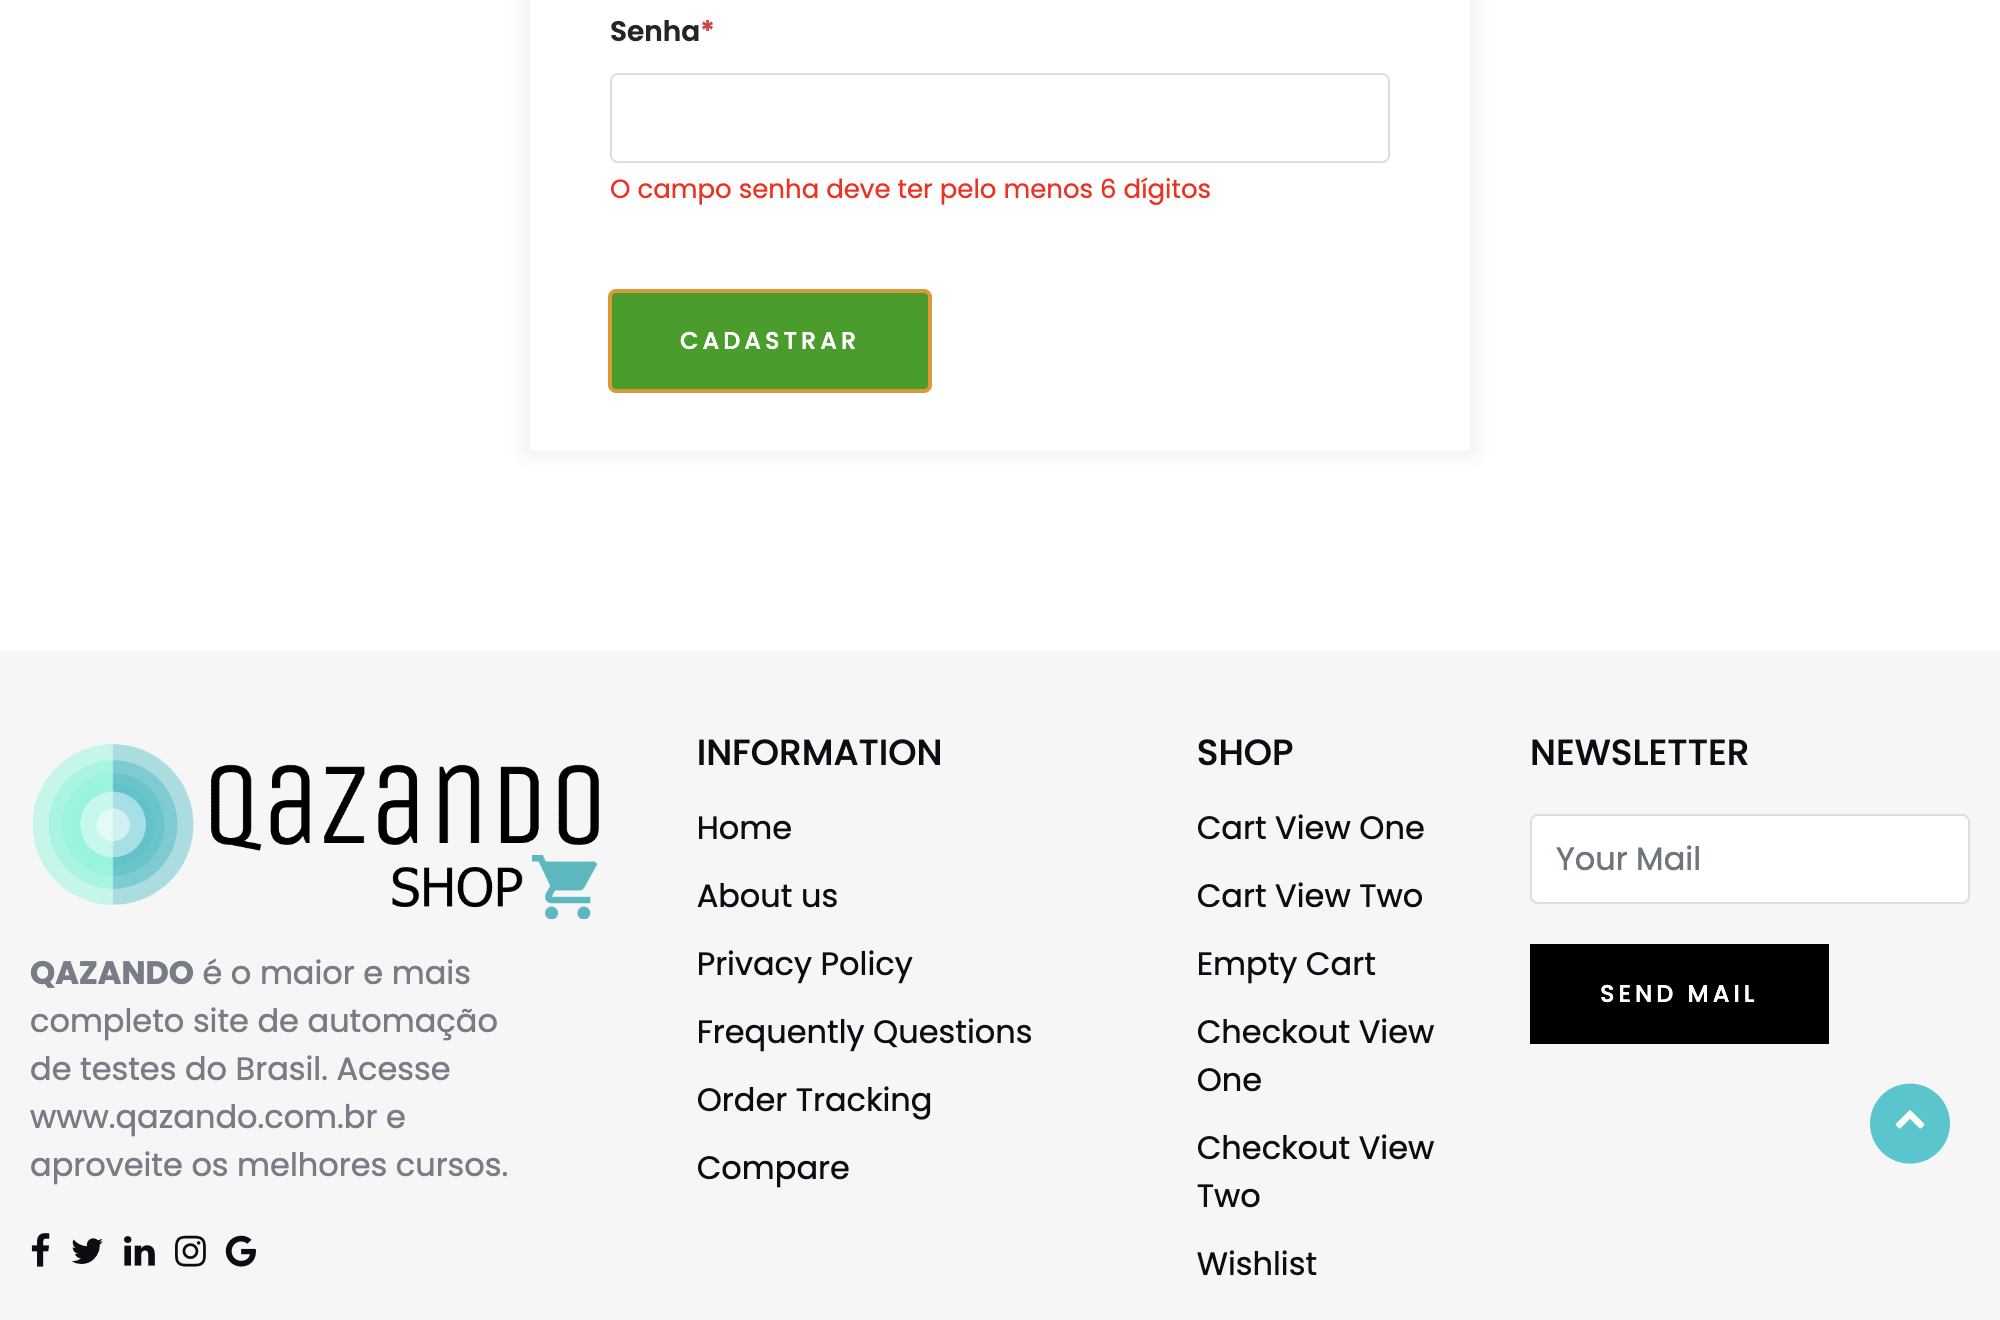 Senha*
O campo senha deve ter pelo menos 6 dígitos
CADASTRAR
QAZANDO
SHOP
QAZANDO é o maior e mais
completo site de automação
de testes do Brasil. Acesse
www.qazando.com.br e
aproveite os melhores cursos.
INFORMATION
Home
About us
Privacy Policy
Frequently Questions
Order Tracking
Compare
SHOP
Cart View One
Cart View Two
Empty Cart
Checkout View
One
Checkout View
Two
Wishlist
NEWSLETTER
Your Mail
SEND MAIL